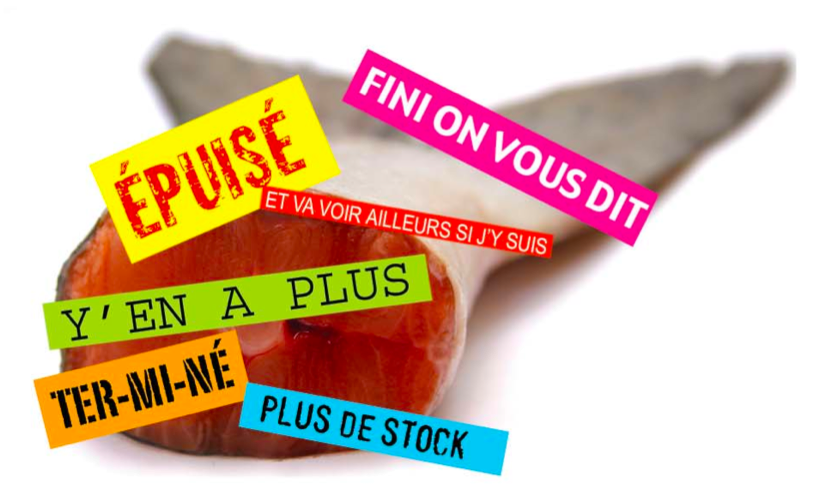 FINI ON VOUS DIT
ÉPUISÉ
ET VA VOIR AILLEURS SI J'Y SUIS
Y'EN A PLUS
TER-MI-NÉ
PLUS DE STOCK